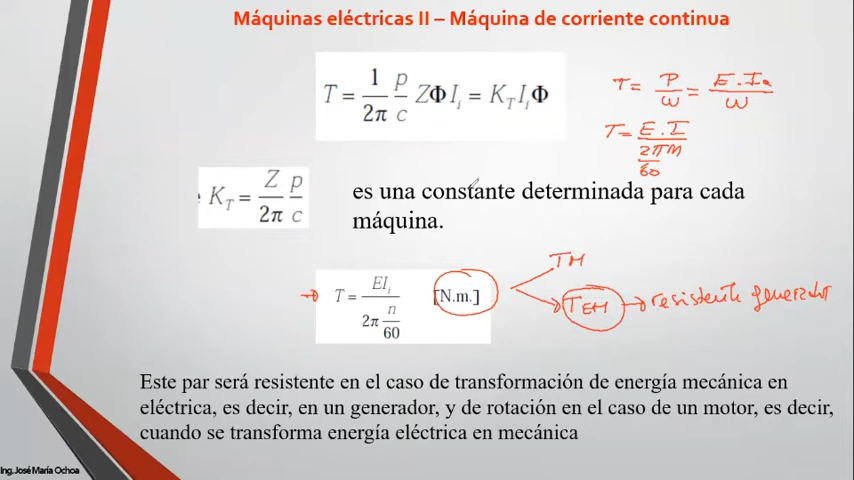 Máquinas eléctricas II – Máquina de corriente continua
T = 1/2π p/c ZΦI_i = K_T I_i Φ
T = P/ω = E.Ia/ω
T = E.I / (2πM/60)
K_T = Z/2π p/c
es una constante determinada para cada
máquina.
T = EI_i / (2π n/60) [N.m.]
TM
TEM → resistente generador
Este par será resistente en el caso de transformación de energía mecánica en
eléctrica, es decir, en un generador, y de rotación en el caso de un motor, es decir,
cuando se transforma energía eléctrica en mecánica
Ing. José María Ochoa